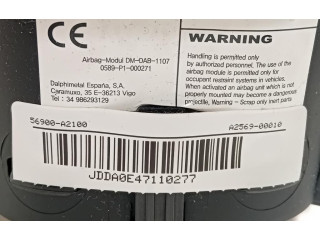 CE
Airbag-Modul DM-OAB-1107
0589-P1-000271
Dalphimetal España, S.A.
Caramuxo, 35 E-36213 Vigo
Tel : 34 986293129
WARNING
Handling is permitted only
by authorized personnel. The use of the
airbag module is permitted only for
occupant restraint systems in vehicles.
When activated an airbag unit which is not
properly mounted may become a dangerous
projectile, Warning - Scrap only inert parts
56900-A2100
A2569-00010
JDDA0E47110277